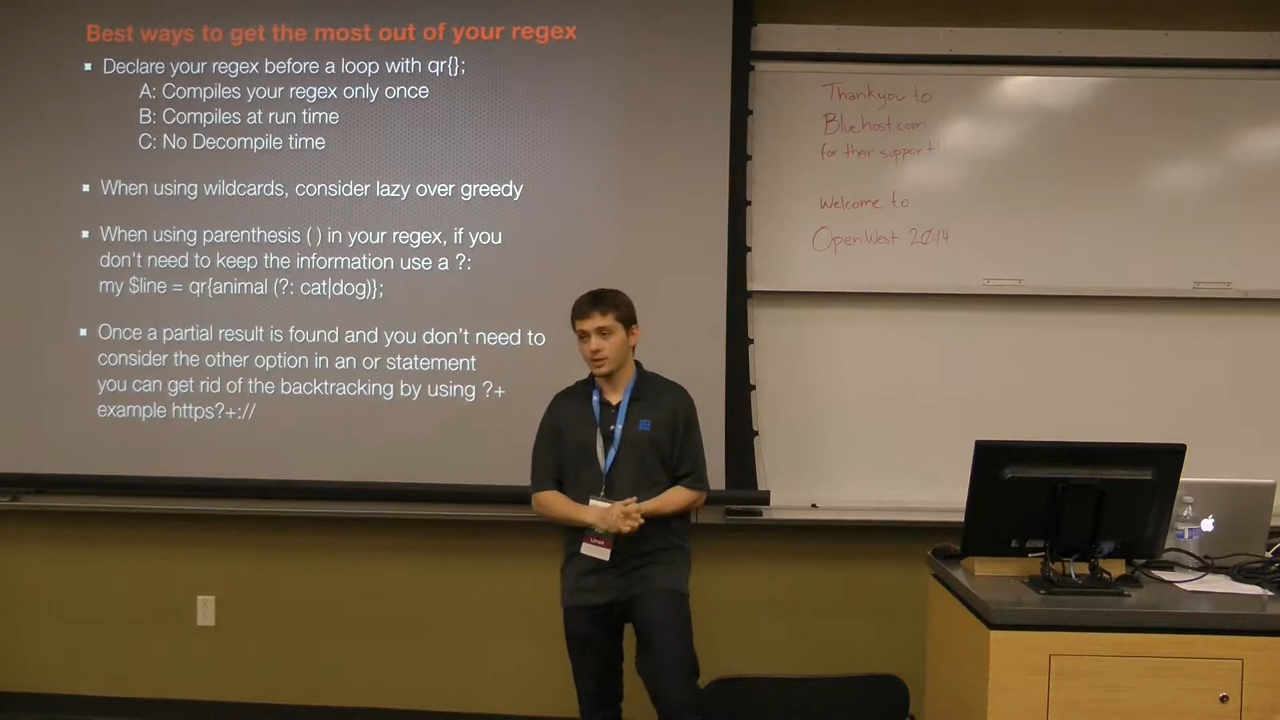 Best ways to get the most out of your regex
Declare your regex before a loop with qr{};
A: Compiles your regex only once
B: Compiles at run time
C: No Decompile time
When using wildcards, consider lazy over greedy
When using parenthesis ( ) in your regex, if you
don't need to keep the information use a ?:
my $line = qr{animal (?: cat|dog)};
Once a partial result is found and you don't need to
consider the other option in an or statement
you can get rid of the backtracking by using ?+
example https?+://
Thankyou to
Bluehost.com
for ther support!
Welcome to
OpenWest 2014
Linux